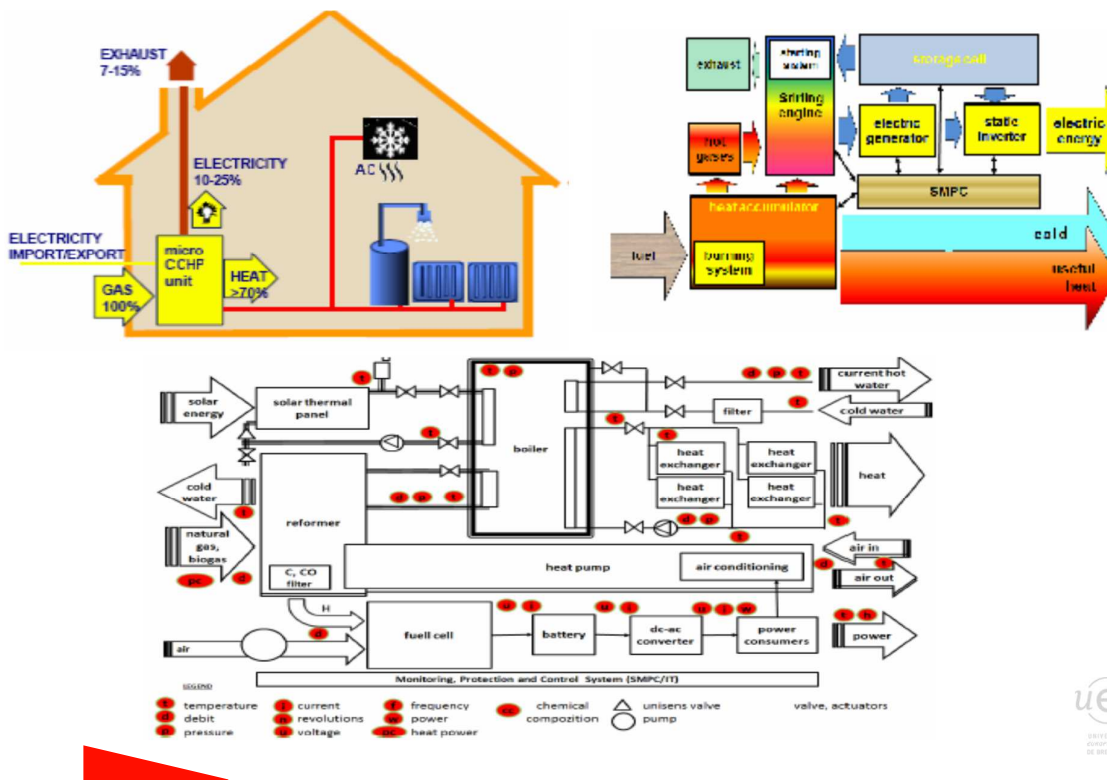 EXHAUST
7-15%
ELECTRICITY
10-25%
AC
ELECTRICITY
IMPORT/EXPORT
micro
CCHP
unit
HEAT
>70%
GAS
100%
exhaust
starting
system
storage cell
Stirling
engine
electric
generator
static
inverter
electric
energy
hot
gases
SMPC
heat accumulator
cold
fuel
burning
system
useful
heat
solar
energy
solar thermal
panel
t
t p
boiler
d p t
current hot
water
filter
t
cold water
t
t
t
heat
exchanger
heat
exchanger
heat
exchanger
heat
exchanger
heat
cold
water
t
reformer
d p t
d p
t
t
natural
gas,
biogas
pc
d
C, CO
filter
heat pump
air conditioning
air in
d
t
air out
H
air
d
fuell cell
u i
battery
u i
dc-ac
converter
n i w
power
consumers
t h
power
Monitoring, Protection and Control System (SMPC/IT)
LEGEND
t temperature
i current
f frequency
cc chemical
compozition
unisens valve
valve, actuators
d debit
n revolutions
w power
pump
p pressure
u voltage
pc heat power